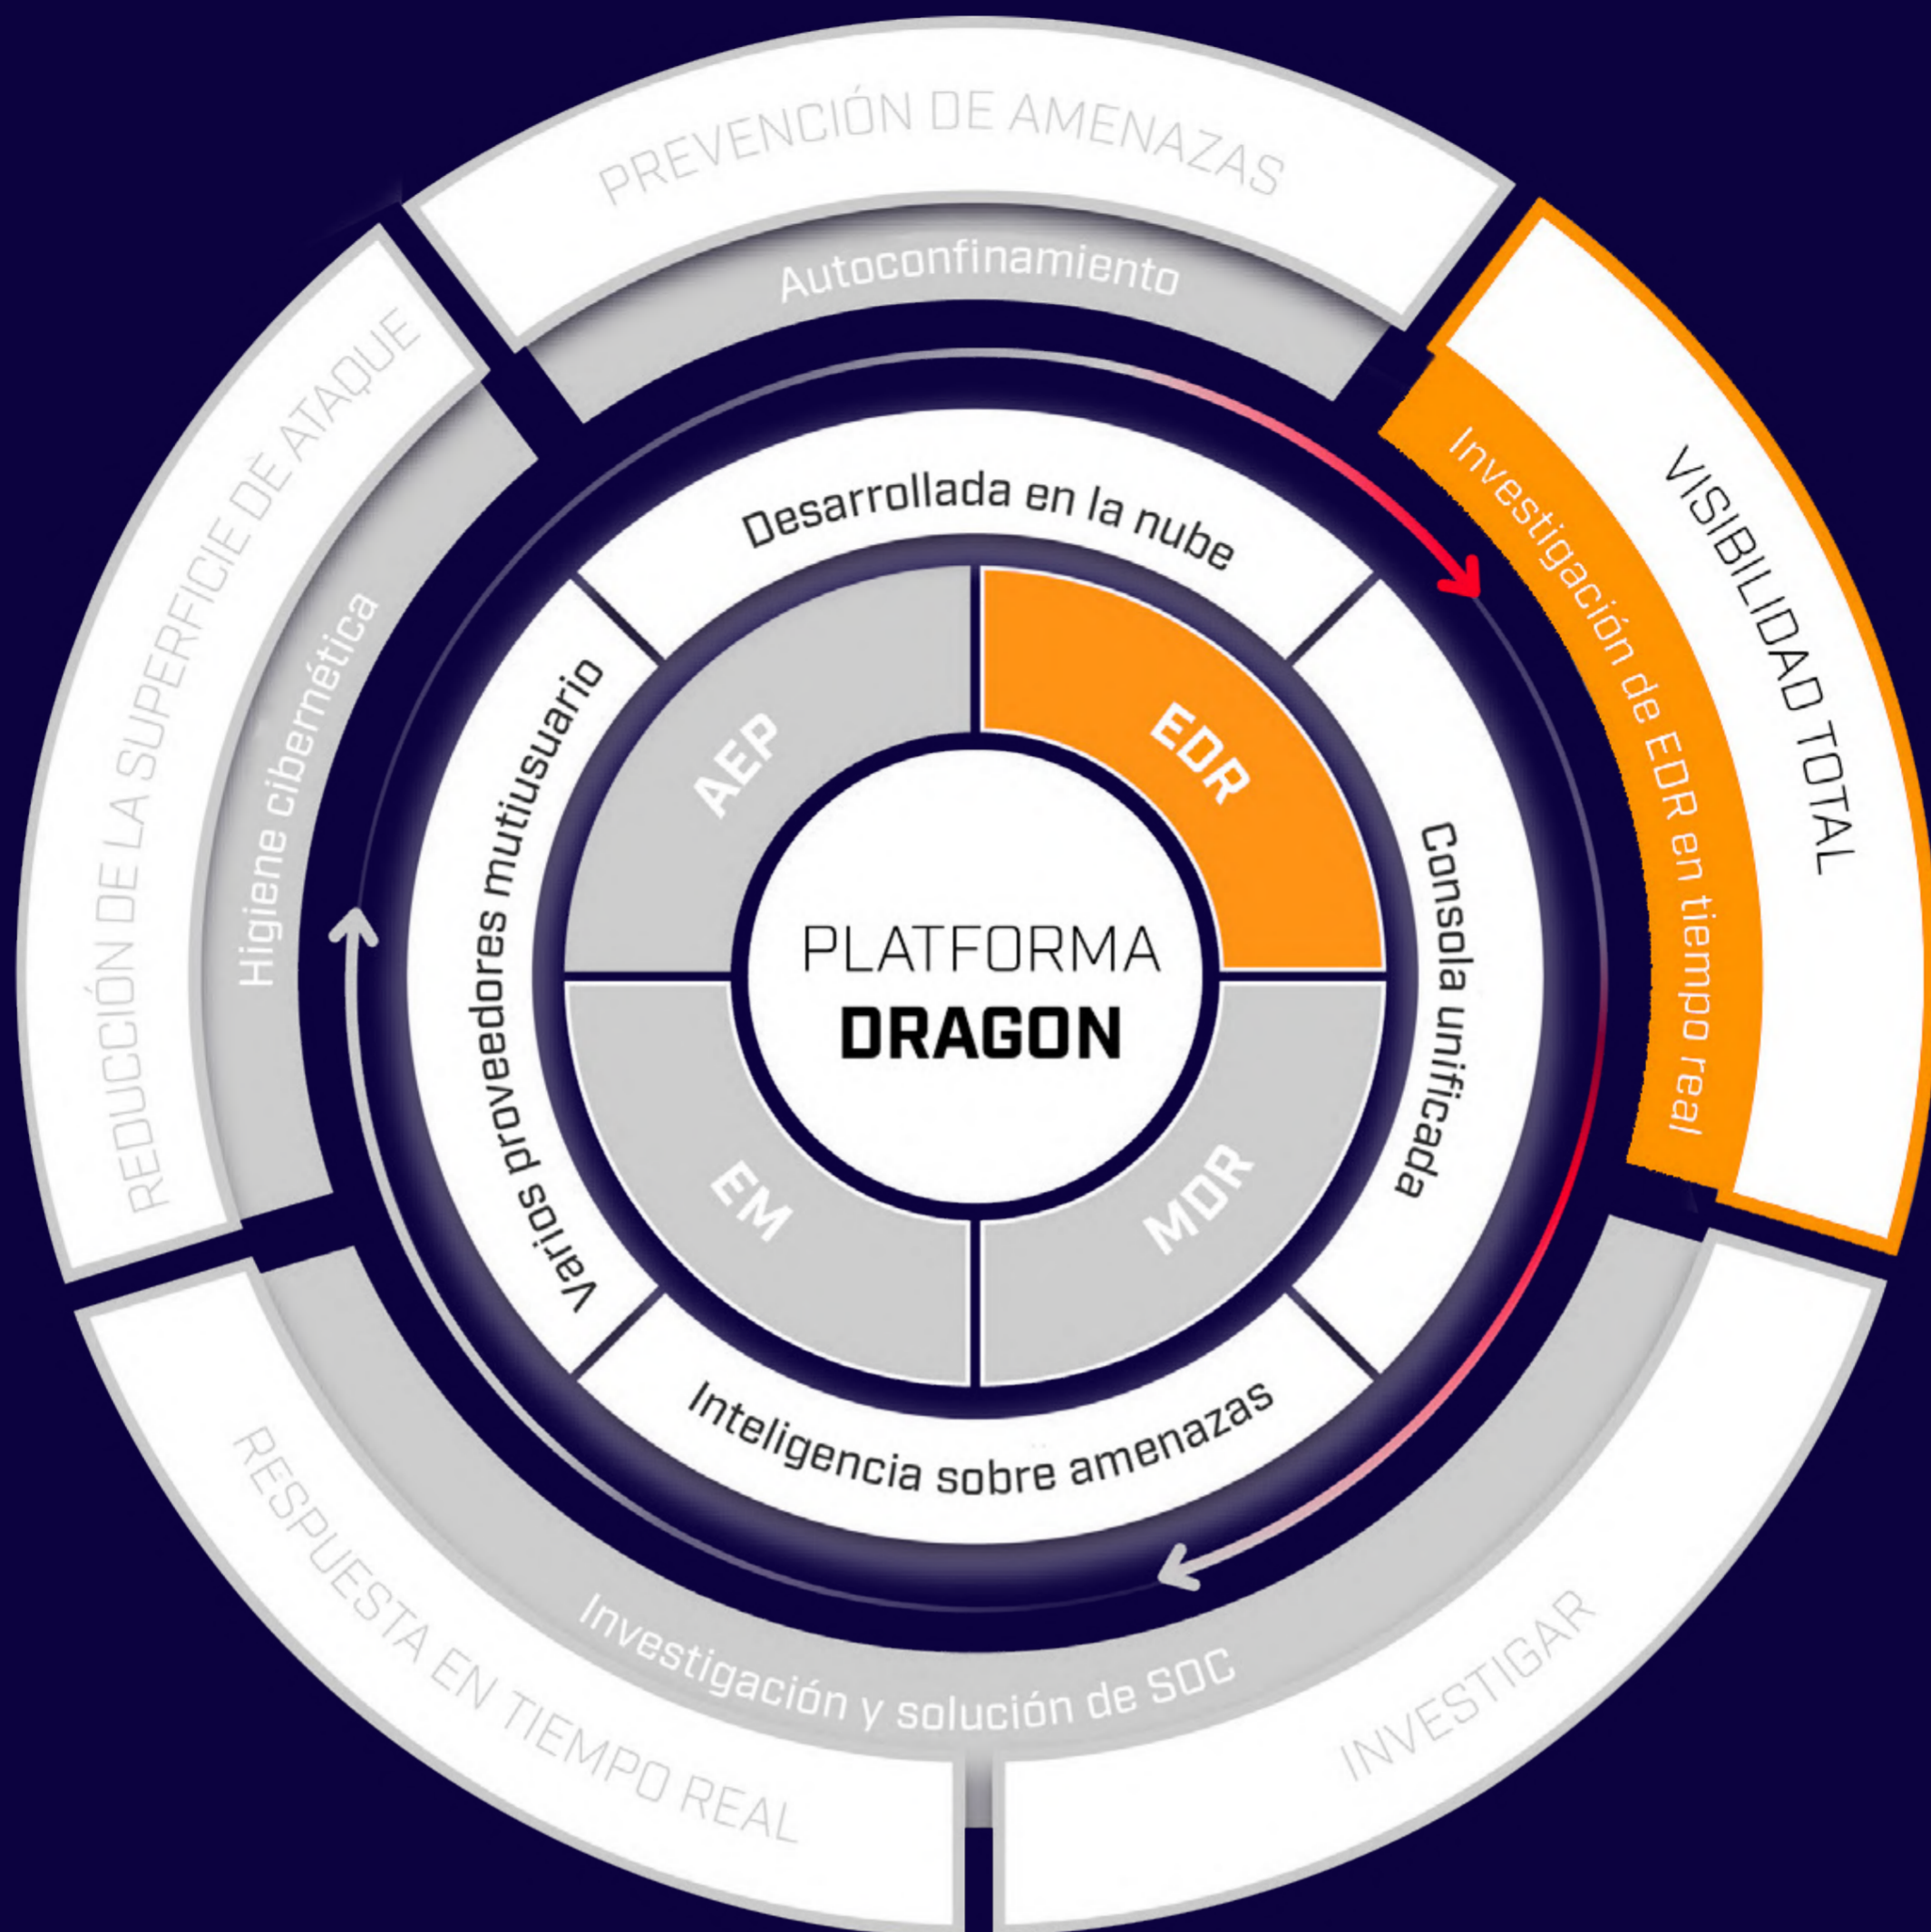 PREVENCIÓN DE AMENAZAS
Autoconfinamiento
VISIBILIDAD TOTAL
Investigación de EDR en tiempo real
REDUCCIÓN DE LA SUPERFICIE DE ATAQUE
Higiene cibernética
Desarrollada en la nube
Consola unificada
Varios proveedores mutiusuario
Inteligencia sobre amenazas
AEP
EDR
PLATFORMA
DRAGON
EM
MDR
Investigación y solución de SOC
RESPUESTA EN TIEMPO REAL
INVESTIGAR